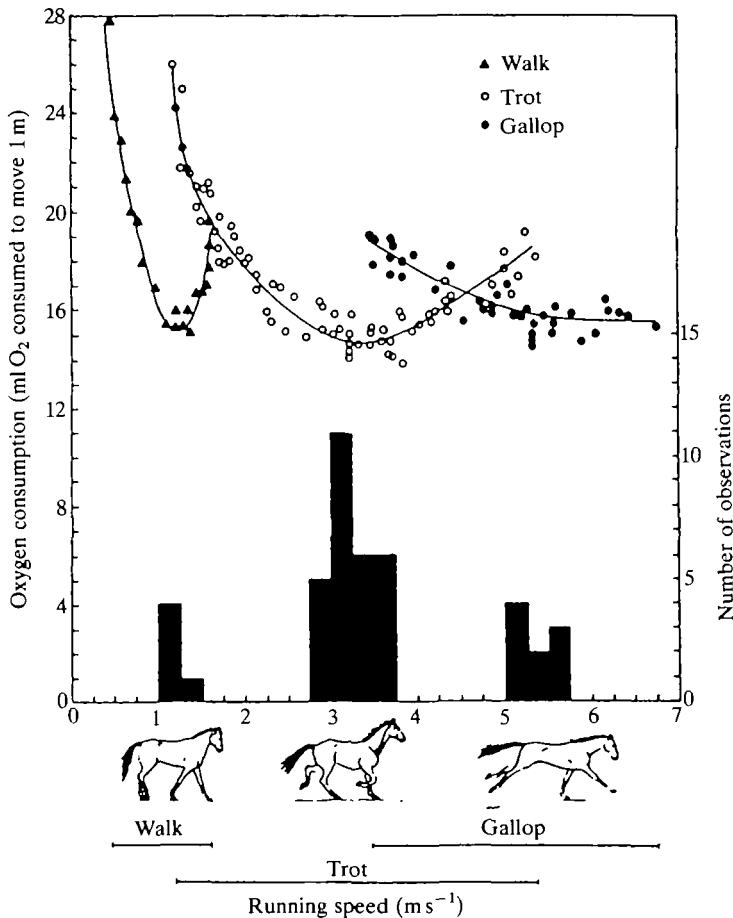 28
24
20
16
12
8
4
0
Oxygen consumption (ml O₂ consumed to move 1 m)
Walk
Trot
Gallop
15
10
5
0
Number of observations
0 1 2 3 4 5 6 7
Walk
Gallop
Trot
Running speed (m s⁻¹)